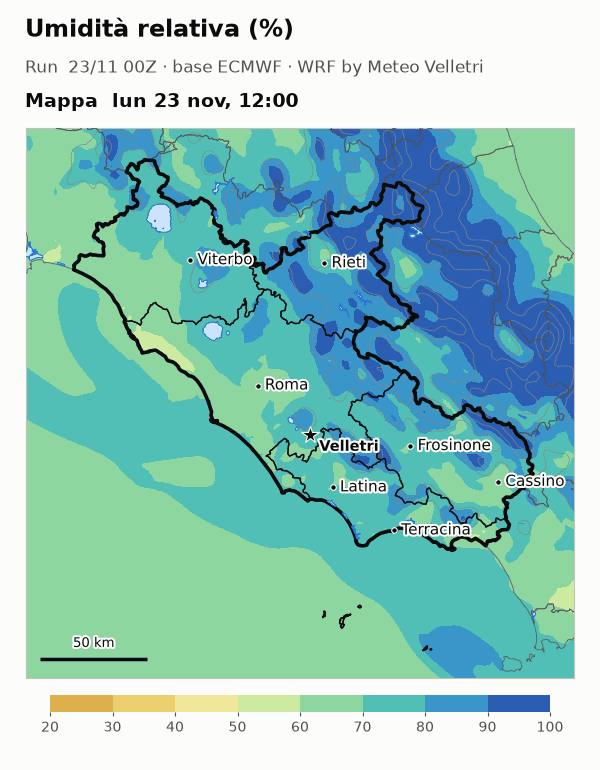 Umidità relativa (%)
Run  23/11 00Z · base ECMWF · WRF by Meteo Velletri
Mappa  lun 23 nov, 12:00
Viterbo
Rieti
Roma
Velletri
Frosinone
Cassino
Latina
Terracina
50 km
20 30 40 50 60 70 80 90 100